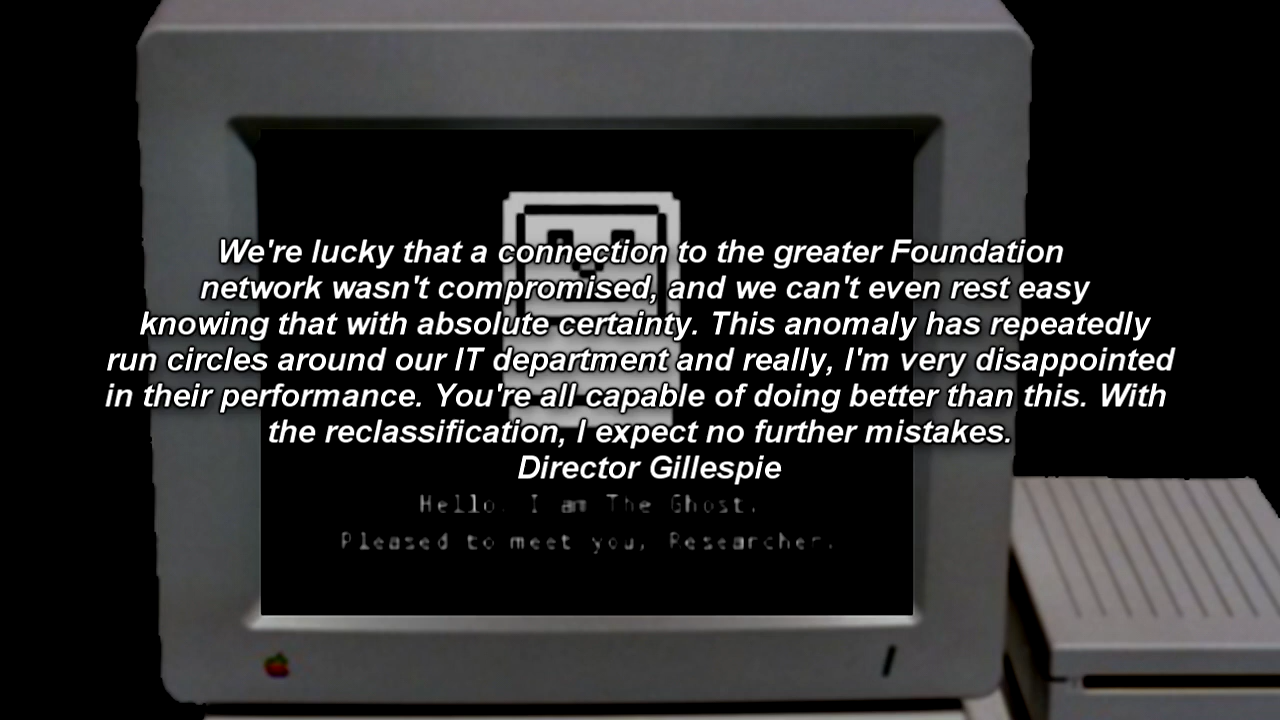 We're lucky that a connection to the greater Foundation
network wasn't compromised, and we can't even rest easy
knowing that with absolute certainty. This anomaly has repeatedly
run circles around our IT department and really, I'm very disappointed
in their performance. You're all capable of doing better than this. With
the reclassification, I expect no further mistakes.
Director Gillespie
Hello. I am The Ghost.
Pleased to meet you, Researcher.